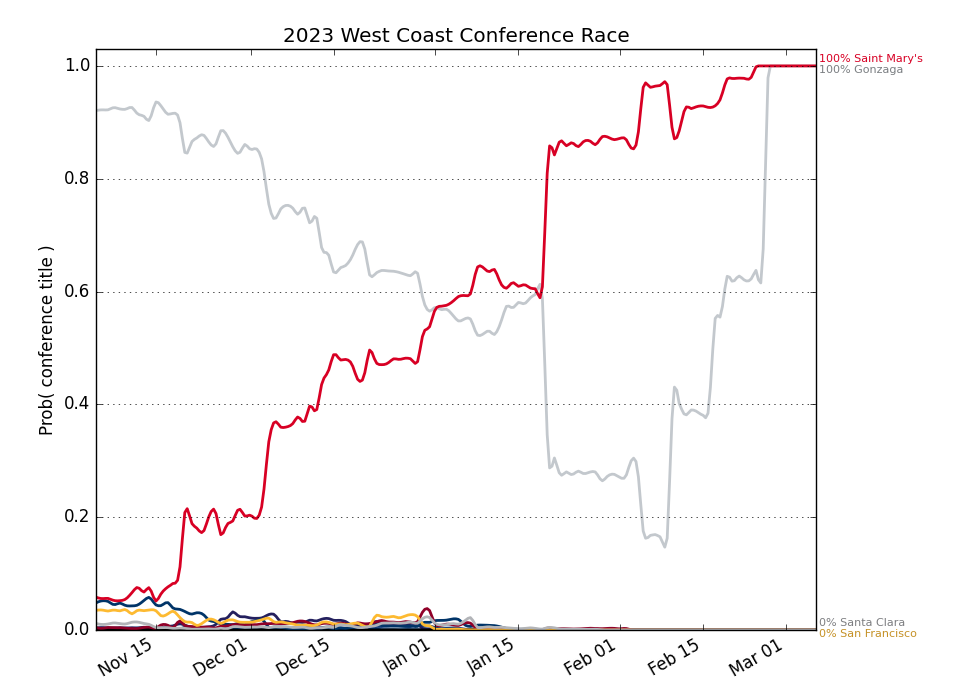 2023 West Coast Conference Race
Prob( conference title )
1.0
0.8
0.6
0.4
0.2
0.0
Nov 15
Dec 01
Dec 15
Jan 01
Jan 15
Feb 01
Feb 15
Mar 01
100% Saint Mary's
100% Gonzaga
0% Santa Clara
0% San Francisco